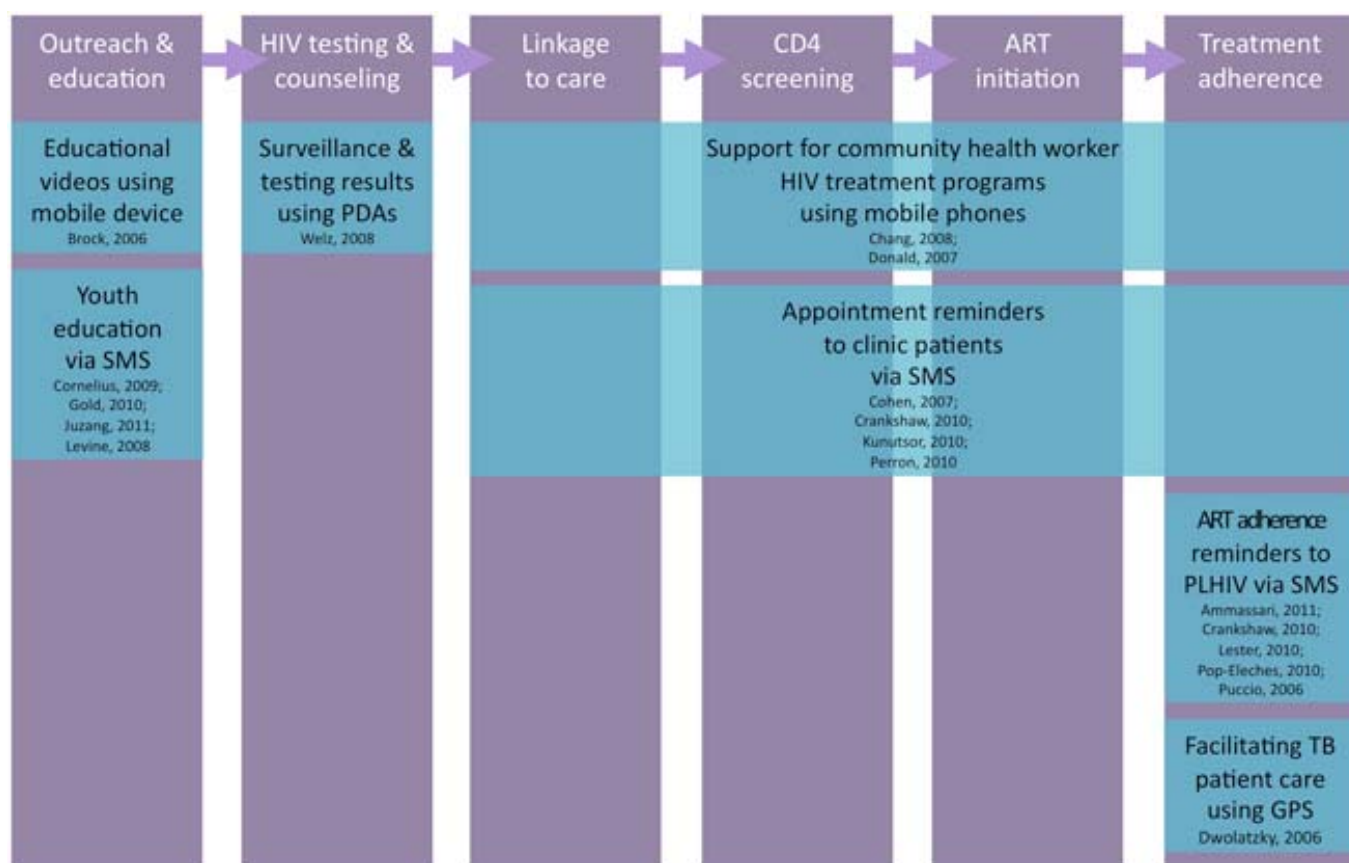 Outreach &
education
HIV testing &
counseling
Linkage
to care
CD4
screening
ART
initiation
Treatment
adherence
Educational
videos using
mobile device
Brock, 2006
Surveillance &
testing results
using PDAs
Welz, 2008
Support for community health worker
HIV treatment programs
using mobile phones
Chang, 2008;
Donald, 2007
Youth
education
via SMS
Cornelius, 2009;
Gold, 2010;
Juzang, 2011;
Levine, 2008
Appointment reminders
to clinic patients
via SMS
Cohen, 2007;
Crankshaw, 2010;
Kunutsor, 2010;
Perron, 2010
ART adherence
reminders to
PLHIV via SMS
Ammassari, 2011;
Crankshaw, 2010;
Lester, 2010;
Pop-Eleches, 2010;
Puccio, 2006
Facilitating TB
patient care
using GPS
Dwolatzky, 2006